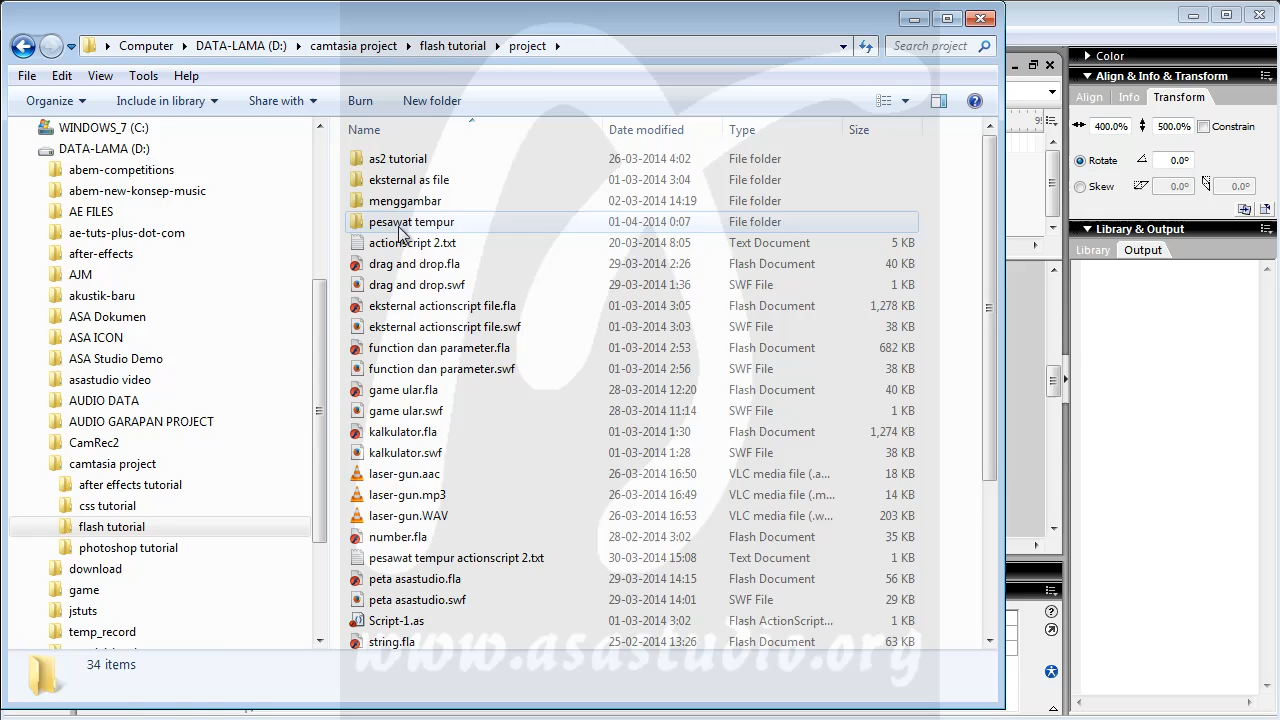 Computer DATA-LAMA (D:) camtasia project flash tutorial project Search project
File Edit View Tools Help
Organize Include in library Share with Burn New folder
WINDOWS_7 (C:)
DATA-LAMA (D:)
abem-competitions
abem-new-konsep-music
AE FILES
ae-tuts-plus-dot-com
after-effects
AJM
akustik-baru
ASA Dokumen
ASA ICON
ASA Studio Demo
asastudio video
AUDIO DATA
AUDIO GARAPAN PROJECT
CamRec2
camtasia project
after effects tutorial
css tutorial
flash tutorial
photoshop tutorial
download
game
jstuts
temp_record
Name Date modified Type Size
as2 tutorial 26-03-2014 4:02 File folder
eksternal as file 01-03-2014 3:04 File folder
menggambar 02-03-2014 14:19 File folder
pesawat tempur 01-04-2014 0:07 File folder
actionscript 2.txt 20-03-2014 8:05 Text Document 5 KB
drag and drop.fla 29-03-2014 2:26 Flash Document 40 KB
drag and drop.swf 29-03-2014 1:36 SWF File 1 KB
eksternal actionscript file.fla 01-03-2014 3:05 Flash Document 1,278 KB
eksternal actionscript file.swf 01-03-2014 3:03 SWF File 38 KB
function dan parameter.fla 01-03-2014 2:53 Flash Document 682 KB
function dan parameter.swf 01-03-2014 2:56 SWF File 38 KB
game ular.fla 28-03-2014 12:20 Flash Document 40 KB
game ular.swf 28-03-2014 11:14 SWF File 1 KB
kalkulator.fla 01-03-2014 1:30 Flash Document 1,274 KB
kalkulator.swf 01-03-2014 1:28 SWF File 38 KB
laser-gun.aac 26-03-2014 16:50 VLC media file (.a... 18 KB
laser-gun.mp3 26-03-2014 16:49 VLC media file (.m... 14 KB
laser-gun.WAV 26-03-2014 16:53 VLC media file (.w... 203 KB
number.fla 28-02-2014 3:02 Flash Document 35 KB
pesawat tempur actionscript 2.txt 30-03-2014 15:08 Text Document 1 KB
peta asastudio.fla 29-03-2014 14:15 Flash Document 56 KB
peta asastudio.swf 29-03-2014 14:01 SWF File 29 KB
Script-1.as 01-03-2014 3:02 Flash ActionScript... 1 KB
string.fla 25-02-2014 13:26 Flash Document 63 KB
34 items
www.asastudio.org
Color
Align & Info & Transform
Align Info Transform
400.0% 500.0% Constrain
Rotate 0.0°
Skew 0.0° 0.0°
Library & Output
Library Output